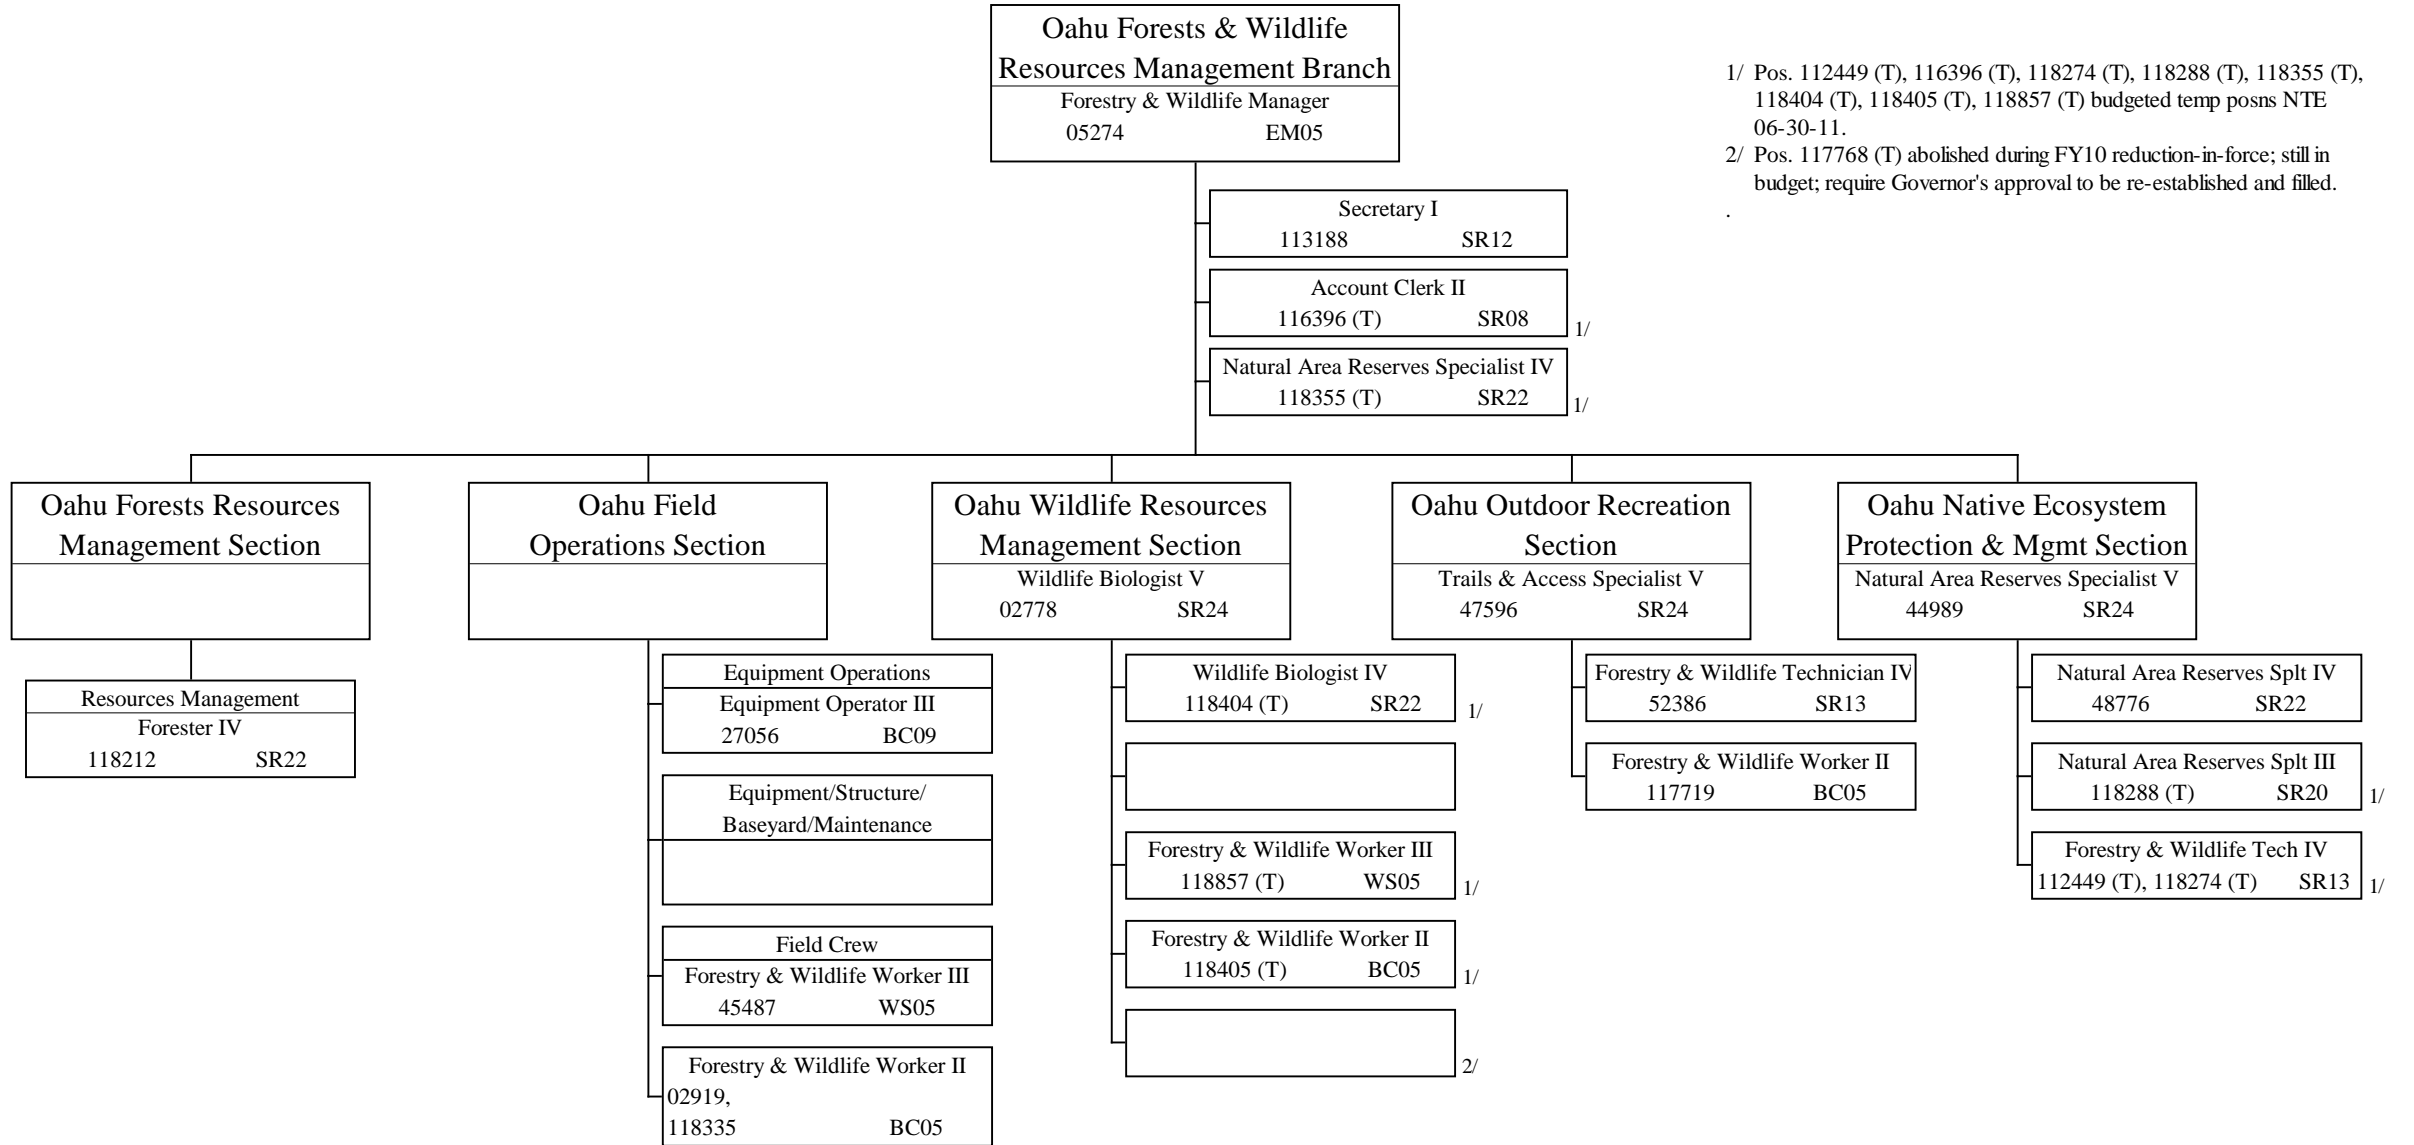 Oahu Forests & Wildlife
Resources Management Branch
Forestry & Wildlife Manager
05274 EM05
1/ Pos. 112449 (T), 116396 (T), 118274 (T), 118288 (T), 118355 (T),
118404 (T), 118405 (T), 118857 (T) budgeted temp posns NTE
06-30-11.
2/ Pos. 117768 (T) abolished during FY10 reduction-in-force; still in
budget; require Governor's approval to be re-established and filled.
.
Secretary I
113188 SR12
Account Clerk II
116396 (T) SR08
1/
Natural Area Reserves Specialist IV
118355 (T) SR22
1/
Oahu Forests Resources
Management Section
Resources Management
Forester IV
118212 SR22
Oahu Field
Operations Section
Equipment Operations
Equipment Operator III
27056 BC09
Equipment/Structure/
Baseyard/Maintenance
Field Crew
Forestry & Wildlife Worker III
45487 WS05
Forestry & Wildlife Worker II
02919,
118335 BC05
Oahu Wildlife Resources
Management Section
Wildlife Biologist V
02778 SR24
Wildlife Biologist IV
118404 (T) SR22
1/
Forestry & Wildlife Worker III
118857 (T) WS05
1/
Forestry & Wildlife Worker II
118405 (T) BC05
1/
2/
Oahu Outdoor Recreation
Section
Trails & Access Specialist V
47596 SR24
Forestry & Wildlife Technician IV
52386 SR13
Forestry & Wildlife Worker II
117719 BC05
Oahu Native Ecosystem
Protection & Mgmt Section
Natural Area Reserves Specialist V
44989 SR24
Natural Area Reserves Splt IV
48776 SR22
Natural Area Reserves Splt III
118288 (T) SR20
1/
Forestry & Wildlife Tech IV
112449 (T), 118274 (T) SR13
1/